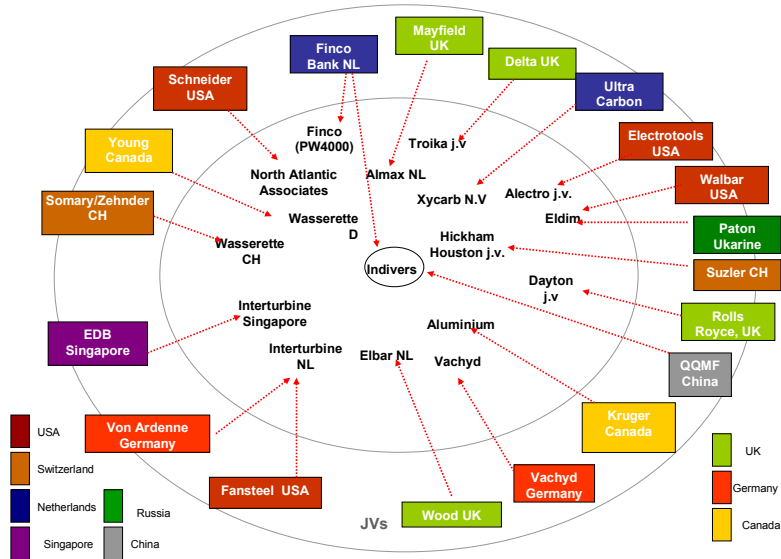 Mayfield
UK
Finco
Bank NL
Delta UK
Schneider
USA
Ultra
Carbon
Electrotools
USA
Young
Canada
Finco
(PW4000)
Troika j.v
Almax NL
North Atlantic
Associates
Walbar
USA
Alectro j.v.
Xycarb N.V
Somary/Zehnder
CH
Wasserette
D
Eldim
Paton
Ukarine
Wasserette
CH
Hickham
Houston j.v.
Suzler CH
Indivers
Dayton
j.v
Interturbine
Singapore
Rolls
Royce, UK
Aluminium
EDB
Singapore
Interturbine
NL
Elbar NL
Vachyd
QQMF
China
Kruger
Canada
Von Ardenne
Germany
USA
UK
Switzerland
Fansteel USA
Vachyd
Germany
Germany
Netherlands
Russia
Wood UK
JVs
Canada
Singapore
China